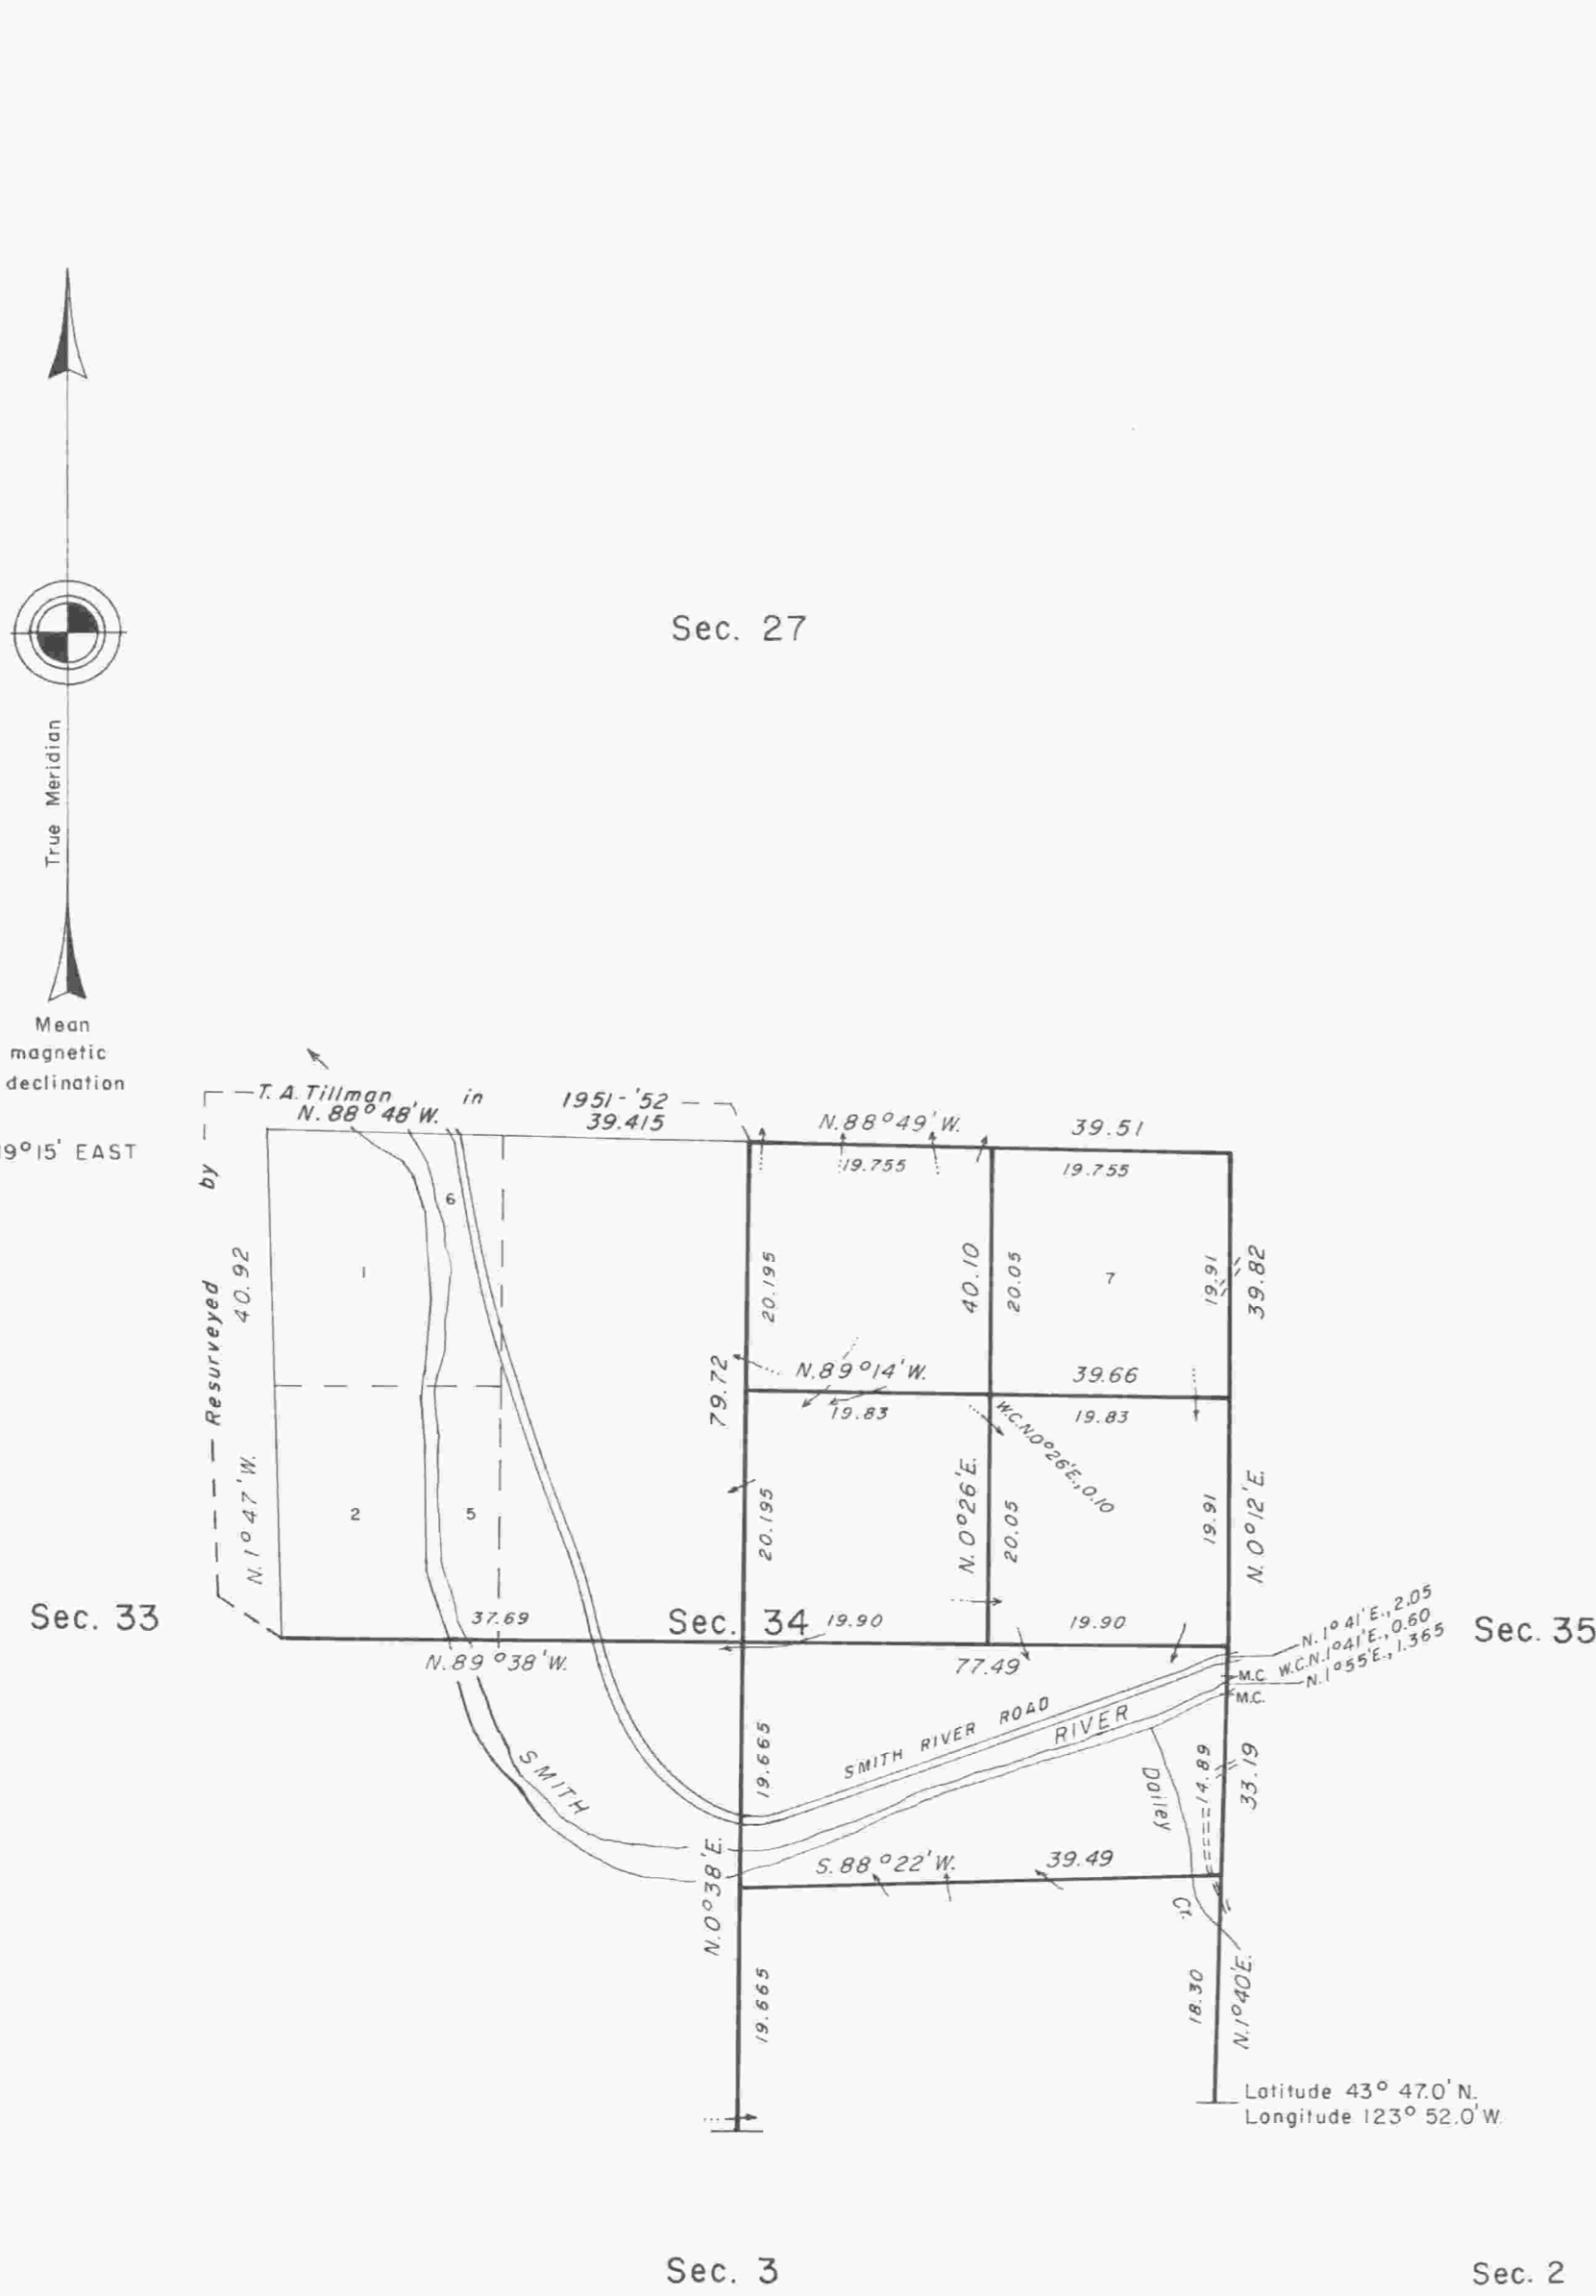 Sec. 27
True Meridian
Mean
magnetic
declination
9°15' EAST
by
Resurveyed
T. A. Tillman in 1951-'52
N. 88° 48' W. 39.415
N. 88° 49' W. 39.51
19.755 19.755
6
1
7
40.92
20.195
40.10
20.05
19.91
39.82
79.72
N. 89° 14' W. 39.66
19.83 19.83
W.C.N.0°26'E., 0.10
2
5
N. 1° 47' W.
20.195
N. 0° 26' E.
20.05
19.91
N. 0° 12' E.
Sec. 33
37.69
Sec. 34
19.90
19.90
Sec. 35
N. 1° 41' E., 2.05
W.C.N. 1° 41' E., 0.60
N. 1° 55' E., 1.365
N. 89° 38' W.
77.49
M.C.
M.C.
SMITH RIVER ROAD
SMITH
RIVER
19.665
Dailey
Cr.
14.89
33.19
S. 88° 22' W. 39.49
N. 0° 38' E.
19.665
18.30
N. 1° 40' E.
Latitude 43° 47.0' N.
Longitude 123° 52.0' W.
Sec. 3
Sec. 2